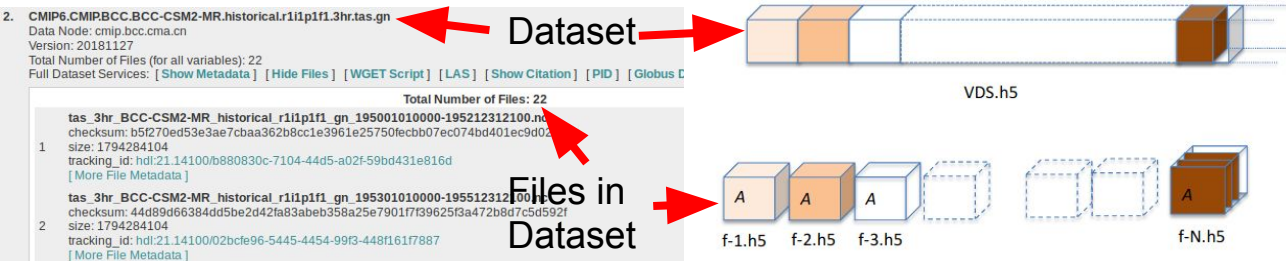 2. CMIP6.CMIP.BCC.BCC-CSM2-MR.historical.r1i1p1f1.3hr.tas.gn
Data Node: cmip.bcc.cma.cn
Version: 20181127
Total Number of Files (for all variables): 22
Full Dataset Services: [ Show Metadata ] [ Hide Files ] [ WGET Script ] [ LAS ] [ Show Citation ] [ PID ] [ Globus D
Total Number of Files: 22
tas_3hr_BCC-CSM2-MR_historical_r1i1p1f1_gn_195001010000-195212312100.nc
checksum: b5f270ed53e3ae7cbaa362b8cc1e3961e25750fecbb07ec074bd401ec9d02
1 size: 1794284104
tracking_id: hdl:21.14100/b880830c-7104-44d5-a02f-59bd431e816d
[ More File Metadata ]
tas_3hr_BCC-CSM2-MR_historical_r1i1p1f1_gn_195301010000-195512312100.nc
checksum: 44d89d66384dd5be2d42fa83abeb358a25e7901f7f39625f3a472b8d7c5d592f
2 size: 1794284104
tracking_id: hdl:21.14100/02bcfe96-5445-4454-99f3-448f161f7887
[ More File Metadata ]
Dataset
Files in
Dataset
VDS.h5
A A A A
f-1.h5 f-2.h5 f-3.h5 f-N.h5